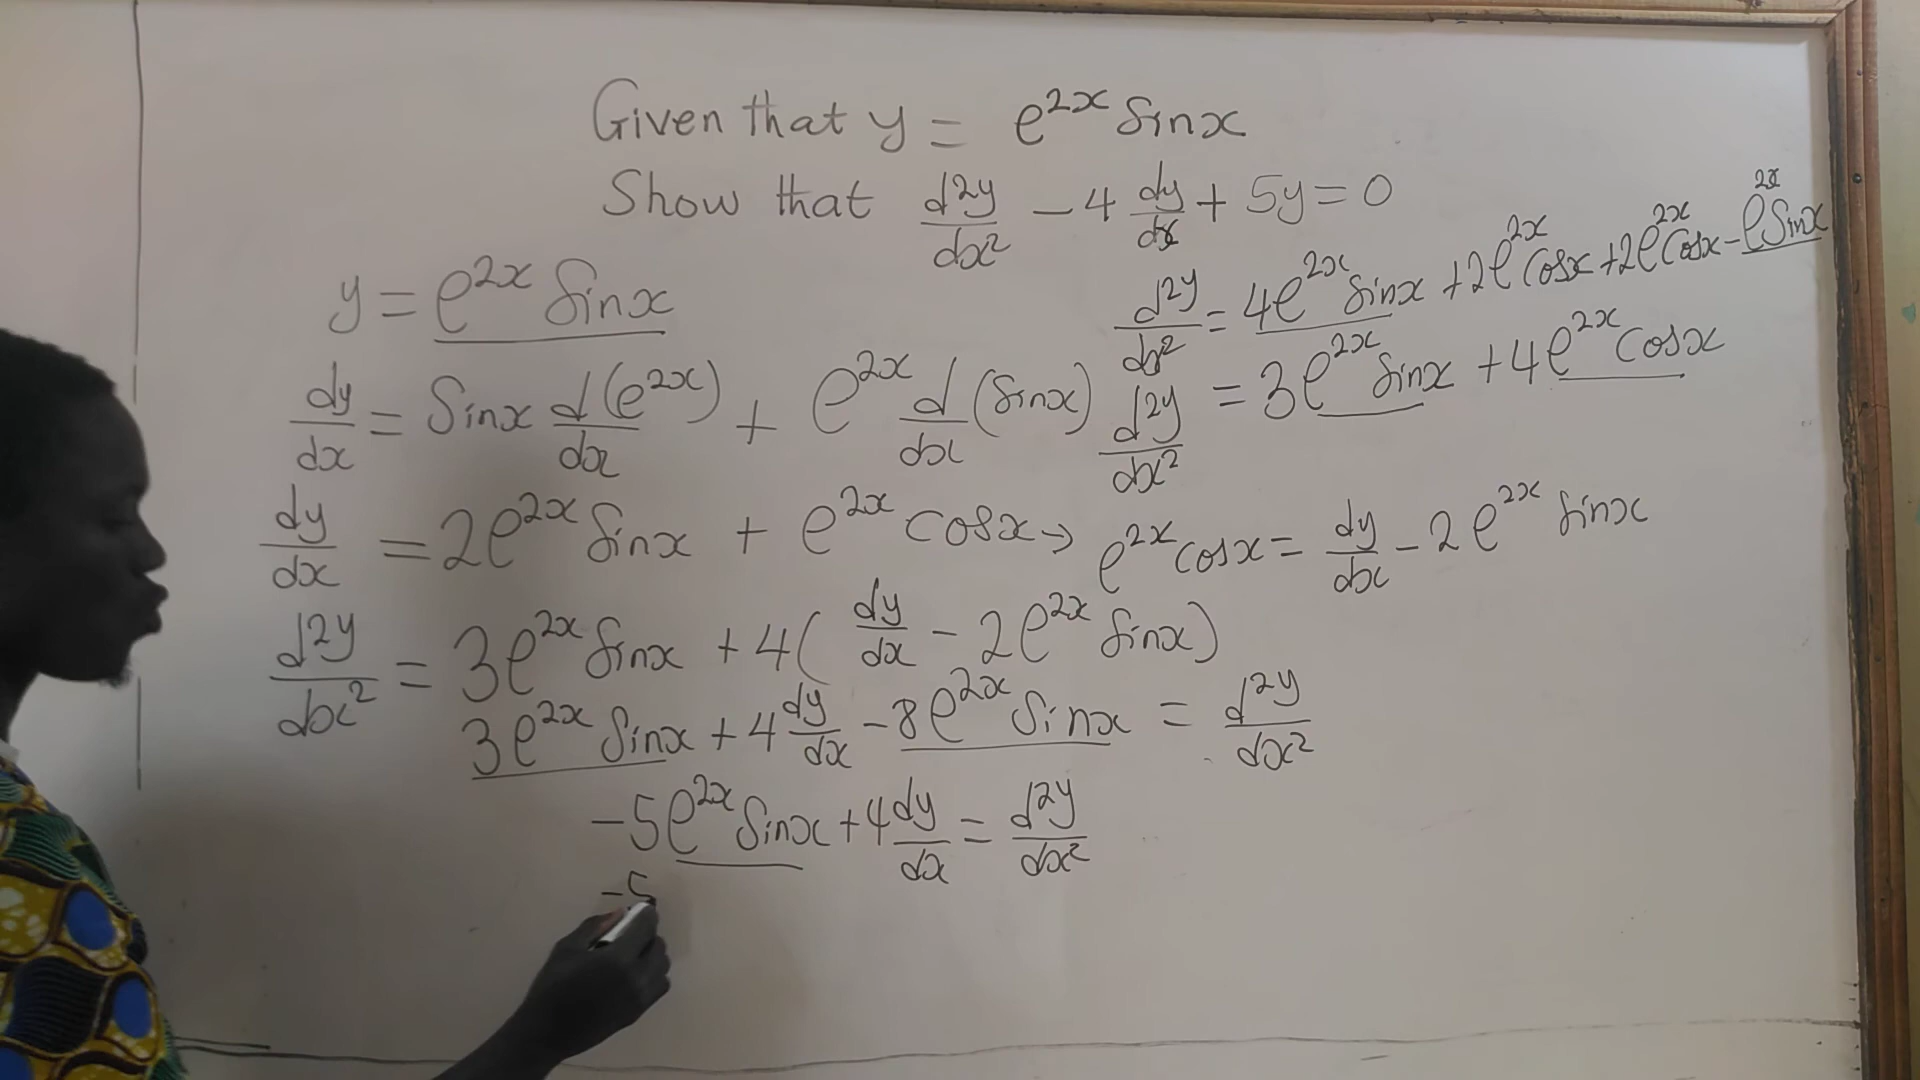 Given that y = e^2x Sinx
Show that d2y/dx² - 4 dy/dx + 5y = 0
y = e^2x Sinx
dy/dx = Sinx d/dx (e^2x) + e^2x d/dx (Sinx)
dy/dx = 2e^2x Sinx + e^2x Cosx → e^2x Cosx = dy/dx - 2e^2x Sinx
d2y/dx² = 4e^2x Sinx + 2e^2x Cosx + 2e^2x Cosx - e^2x Sinx
d2y/dx² = 3e^2x Sinx + 4e^2x Cosx
d2y/dx² = 3e^2x Sinx + 4( dy/dx - 2e^2x Sinx)
3e^2x Sinx + 4 dy/dx - 8e^2x Sinx = d2y/dx²
-5e^2x Sinx + 4 dy/dx = d2y/dx²
-5